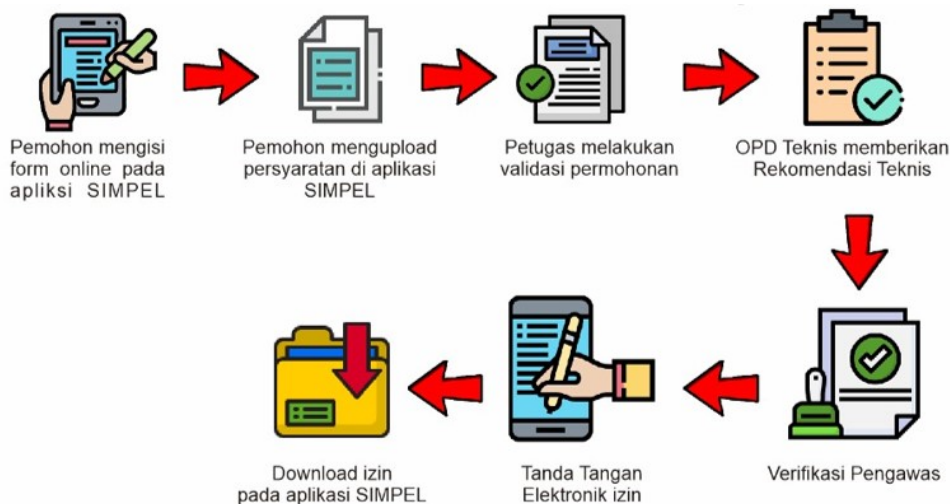 Pemohon mengisi
form online pada
apliksi SIMPEL
Pemohon mengupload
persyaratan di aplikasi
SIMPEL
Petugas melakukan
validasi permohonan
OPD Teknis memberikan
Rekomendasi Teknis
Verifikasi Pengawas
Tanda Tangan
Elektronik izin
Download izin
pada aplikasi SIMPEL